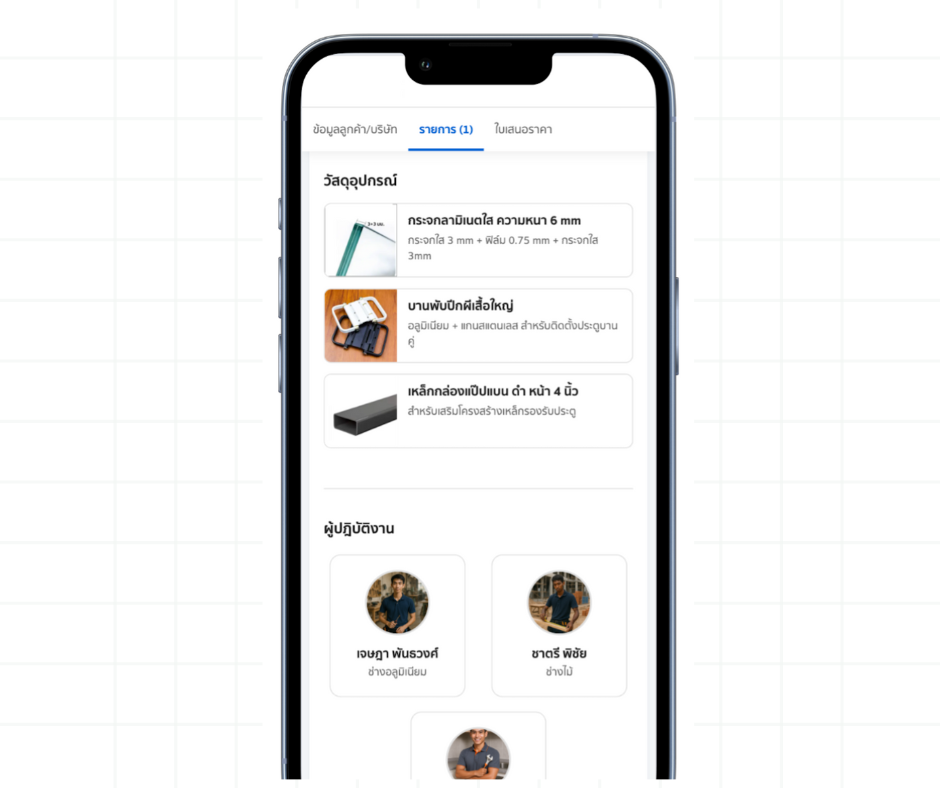 ข้อมูลลูกค้า/บริษัท
รายการ (1)
ใบเสนอราคา
วัสดุอุปกรณ์
3+3 มม.
กระจกลามิเนตใส ความหนา 6 mm
กระจกใส 3 mm + ฟิล์ม 0.75 mm + กระจกใส
3mm
บานพับปีกผีเสื้อใหญ่
อลูมิเนียม + แกนสแตนเลส สำหรับติดตั้งประตูบาน
คู่
เหล็กกล่องแป๊ปแบน ดำ หน้า 4 นิ้ว
สำหรับเสริมโครงสร้างเหล็กรองรับประตู
ผู้ปฎิบัติงาน
เจษฎา พันธวงศ์
ช่างอลูมิเนียม
ชาตรี พิชัย
ช่างไม้